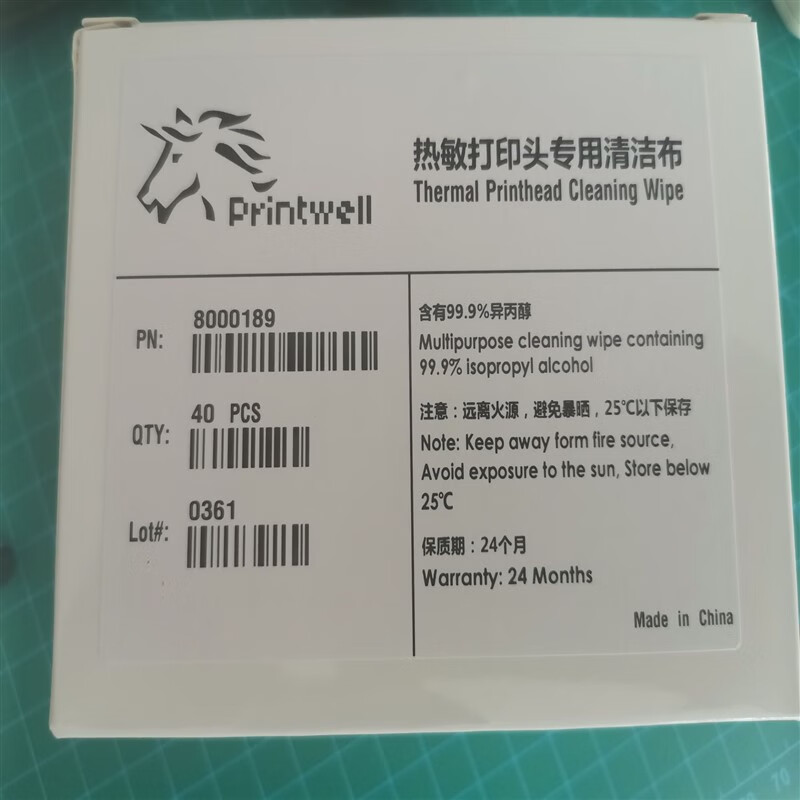 Printwell
热敏打印头专用清洁布
Thermal Printhead Cleaning Wipe
PN:
8000189
QTY:
40 PCS
Lot#:
0361
含有99.9%异丙醇
Multipurpose cleaning wipe containing
99.9% isopropyl alcohol
注意：远离火源，避免暴晒，25℃以下保存
Note: Keep away form fire source,
Avoid exposure to the sun, Store below
25℃
保质期：24个月
Warranty: 24 Months
Made in China
70